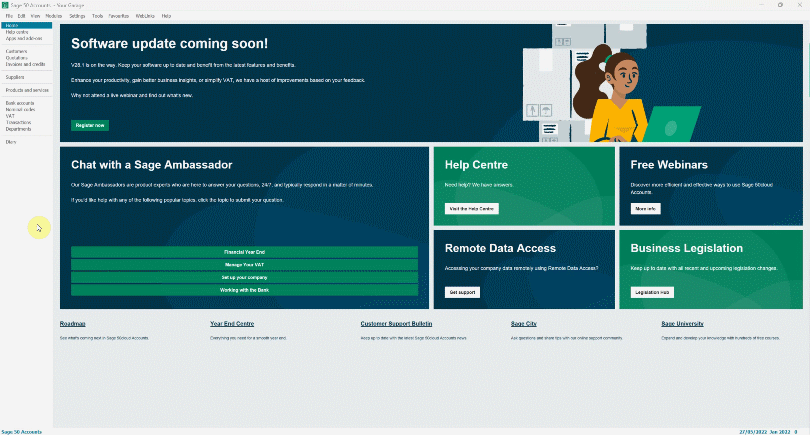 Sage 50 Accounts - Your Garage
File Edit View Modules Settings Tools Favourites WebLinks Help
Home
Help centre
Apps and add-ons
Customers
Quotations
Invoices and credits
Suppliers
Products and services
Bank accounts
Nominal codes
VAT
Transactions
Departments
Diary
Software update coming soon!
V28.1 is on the way. Keep your software up to date and benefit from the latest features and benefits.
Enhance your productivity, gain better business insights, or simplify VAT, we have a host of improvements based on your feedback.
Why not attend a live webinar and find out what's new.
Register now
Chat with a Sage Ambassador
Our Sage Ambassadors are product experts who are here to answer your questions, 24/7, and typically respond in a matter of minutes.
If you'd like help with any of the following popular topics, click the topic to submit your question.
Financial Year End
Manage Your VAT
Set up your company
Working with the Bank
Help Centre
Need help? We have answers.
Visit the Help Centre
Free Webinars
Discover more efficient and effective ways to use Sage 50cloud
Accounts.
More info
Remote Data Access
Accessing your company data remotely using Remote Data Access?
Get support
Business Legislation
Keep up to date with all recent and upcoming legislation changes.
Legislation Hub
Roadmap
See what's coming next in Sage 50cloud Accounts.
Year End Centre
Everything you need for a smooth year end.
Customer Support Bulletin
Keep up to date with the latest Sage 50cloud Accounts news.
Sage City
Ask questions and share tips with our online support community.
Sage University
Expand and develop your knowledge with hundreds of free courses.
Sage 50 Accounts
27/05/2022 Jan 2022 0